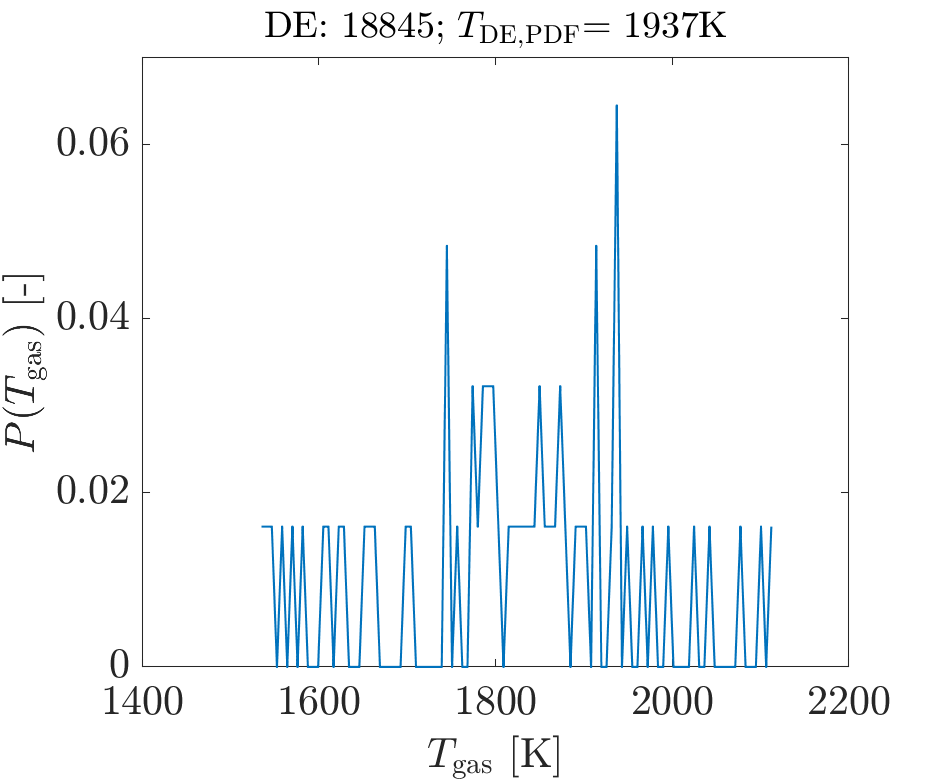 DE: 18845; T_DE,PDF= 1937K
P(T_gas) [-]
0.06
0.04
0.02
0
1400 1600 1800 2000 2200
T_gas [K]